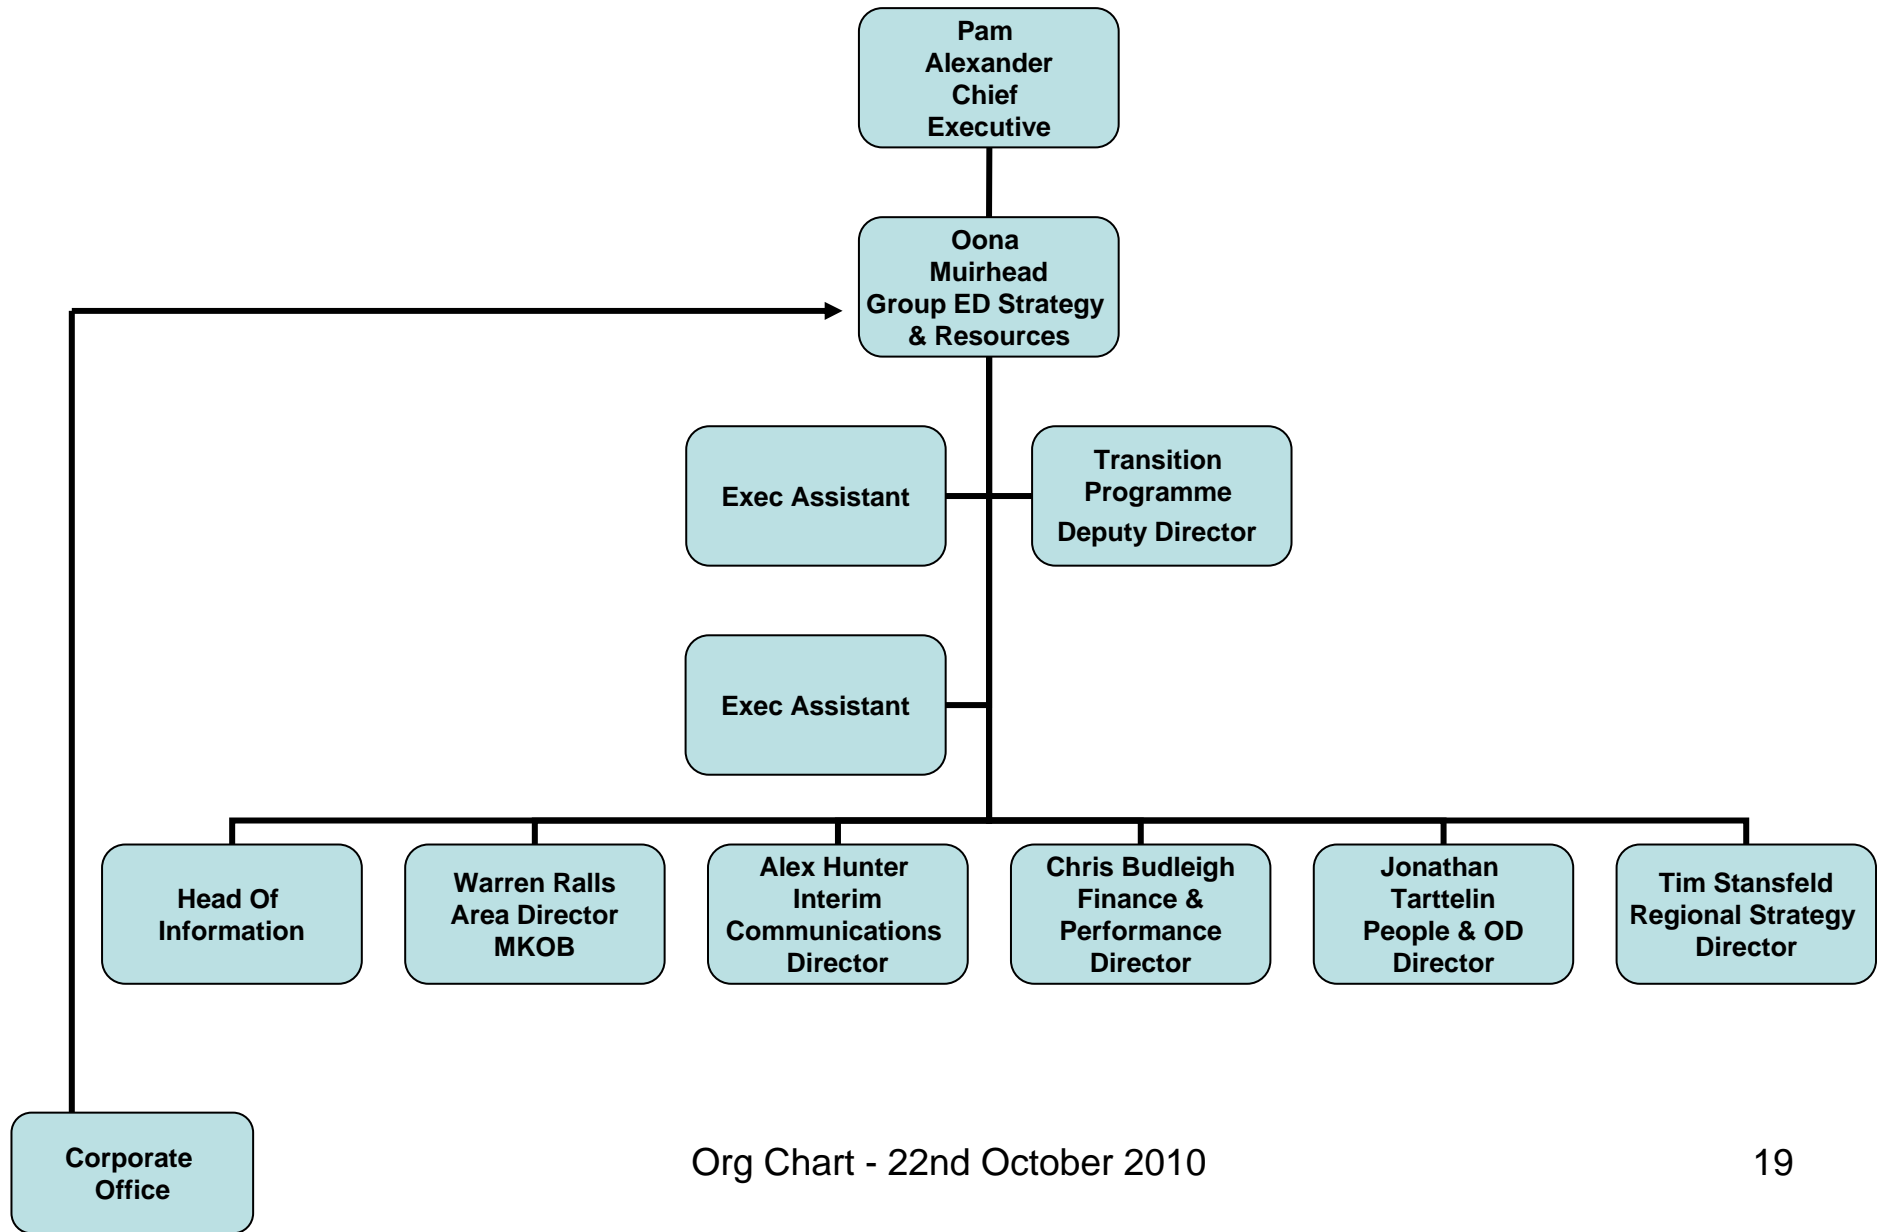 Pam
Alexander
Chief
Executive
Oona
Muirhead
Group ED Strategy
& Resources
Exec Assistant
Transition
Programme
Deputy Director
Exec Assistant
Head Of
Information
Warren Ralls
Area Director
MKOB
Alex Hunter
Interim
Communications
Director
Chris Budleigh
Finance &
Performance
Director
Jonathan
Tarttelin
People & OD
Director
Tim Stansfeld
Regional Strategy
Director
Corporate
Office
Org Chart - 22nd October 2010
19